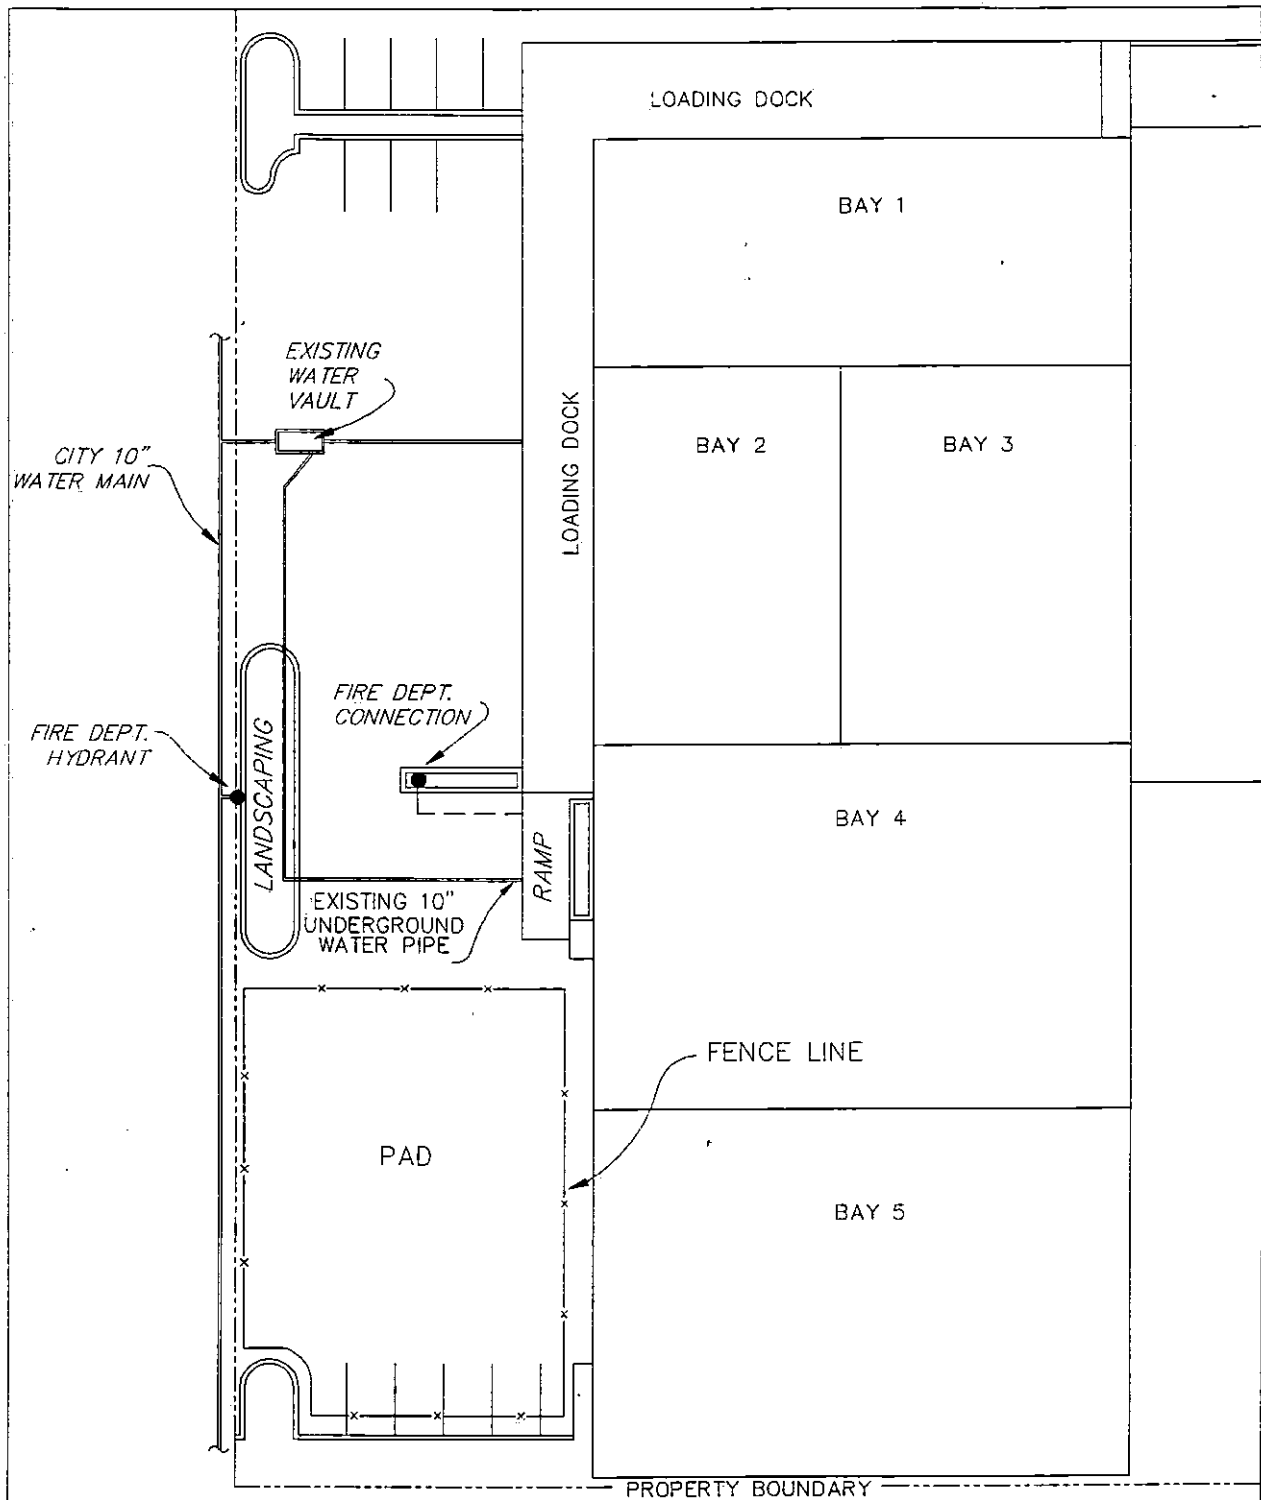 LOADING DOCK
BAY 1
EXISTING
WATER
VAULT
LOADING DOCK
BAY 2
BAY 3
CITY 10"
WATER MAIN
FIRE DEPT.
CONNECTION
FIRE DEPT.
HYDRANT
LANDSCAPING
BAY 4
RAMP
EXISTING 10"
UNDERGROUND
WATER PIPE
FENCE LINE
PAD
BAY 5
PROPERTY BOUNDARY